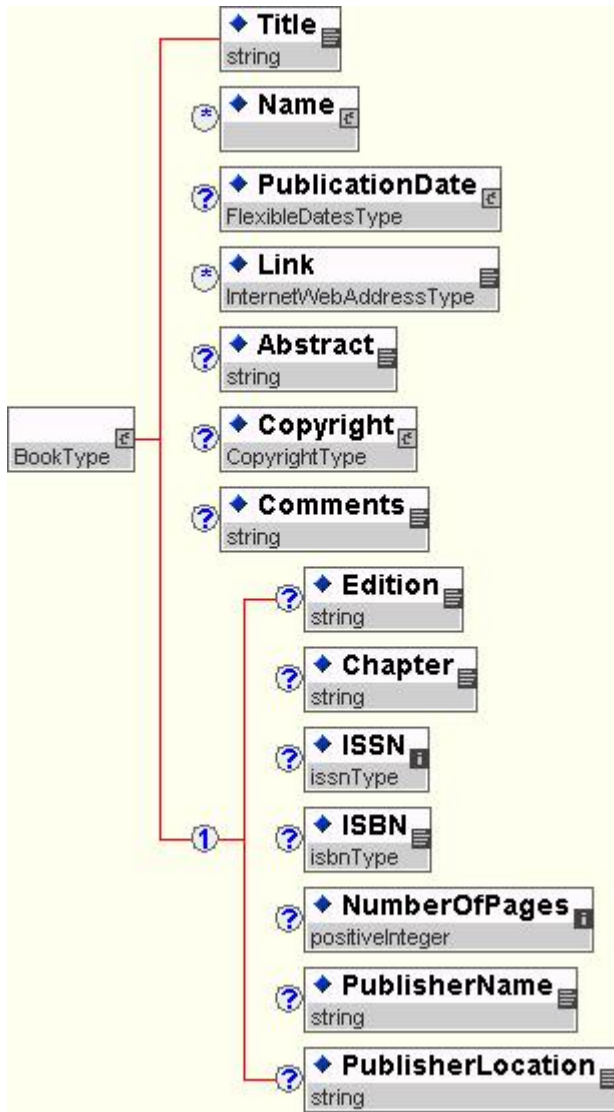 Title
string
*
Name
?
PublicationDate
FlexibleDatesType
*
Link
InternetWebAddressType
?
Abstract
string
BookType
?
Copyright
CopyrightType
?
Comments
string
?
Edition
string
?
Chapter
string
?
ISSN
issnType
1
?
ISBN
isbnType
?
NumberOfPages
positiveInteger
?
PublisherName
string
?
PublisherLocation
string